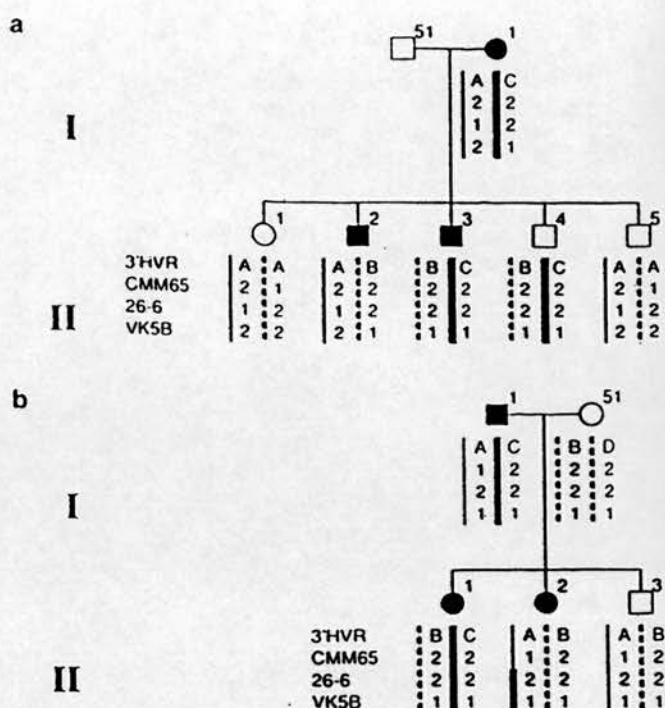 a
51 1
A C
2 2
I
1 2
2 1
1 2 3 4 5
3'HVR A A A B B C B C A A
CMM65 2 1 2 2 2 2 2 2 2 1
II
26-6 1 2 1 2 2 2 2 2 1 2
VK5B 2 2 2 1 1 1 1 1 2 2
b
1 51
A C B D
1 2 2 2
I
2 2 2 2
1 1 1 1
1 2 3
3'HVR B C A B A B
CMM65 2 2 1 2 1 2
II
26-6 2 2 2 2 2 2
VK5B 1 1 1 1 1 1